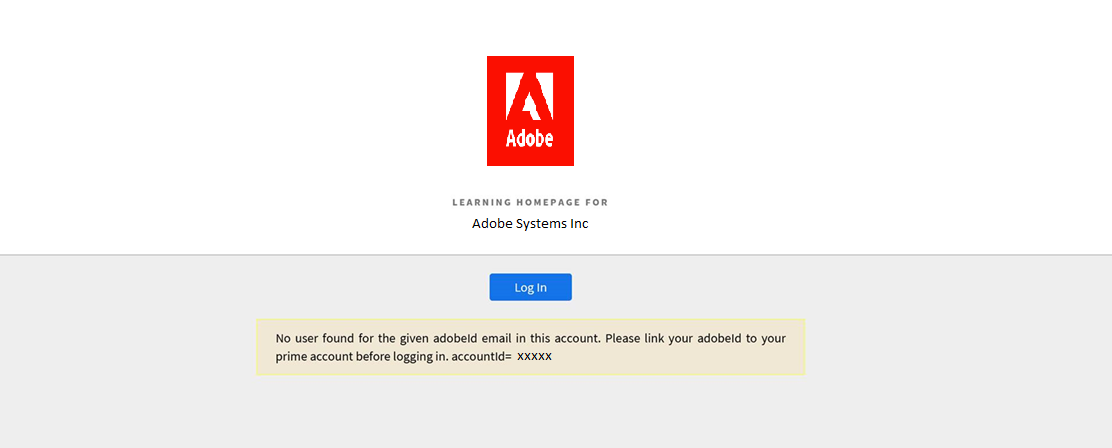 Adobe
LEARNING HOMEPAGE FOR
Adobe Systems Inc
Log In
No user found for the given adobeId email in this account. Please link your adobeId to your
prime account before logging in. accountId= xxxxx